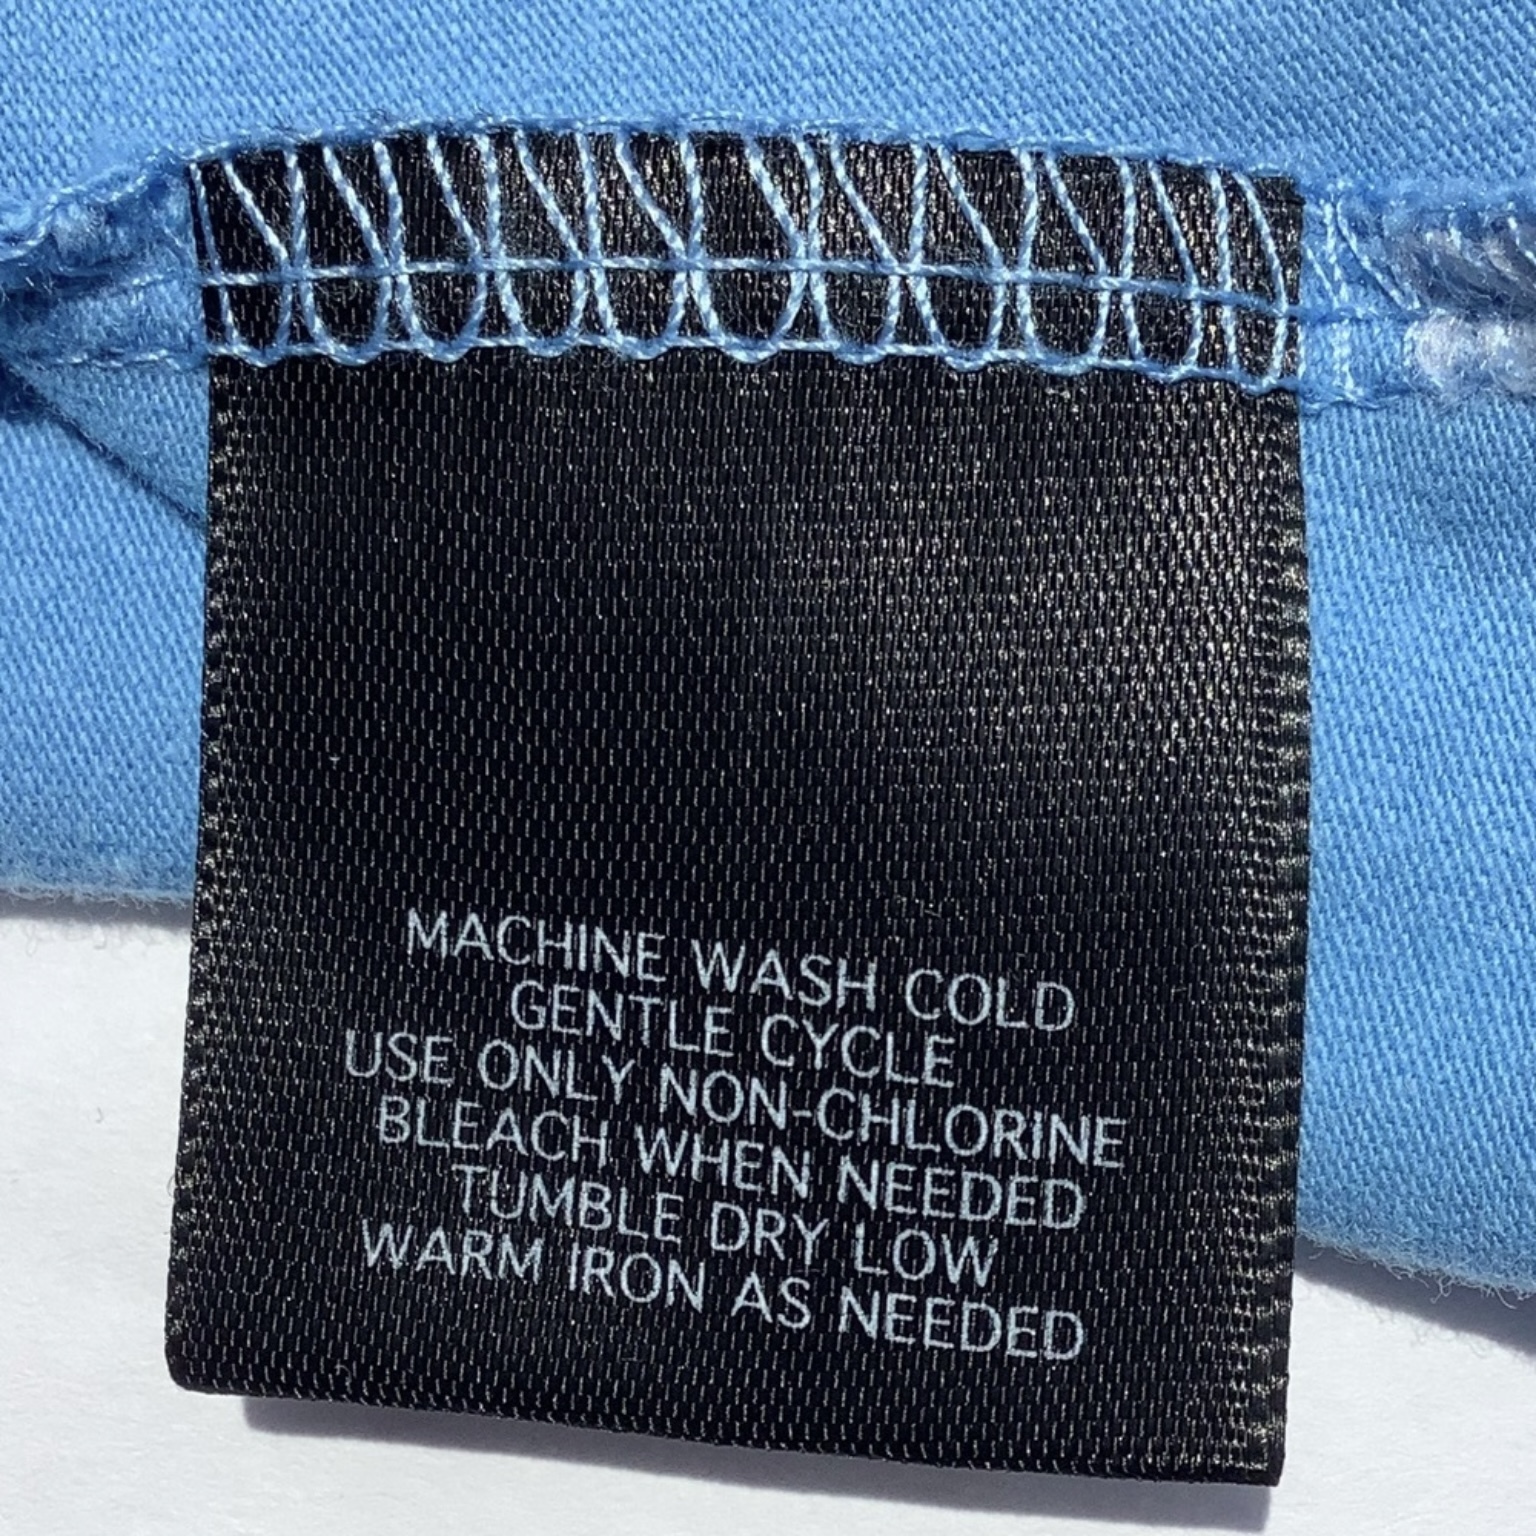 MACHINE WASH COLD
GENTLE CYCLE
USE ONLY NON-CHLORINE
BLEACH WHEN NEEDED
TUMBLE DRY LOW
WARM IRON AS NEEDED